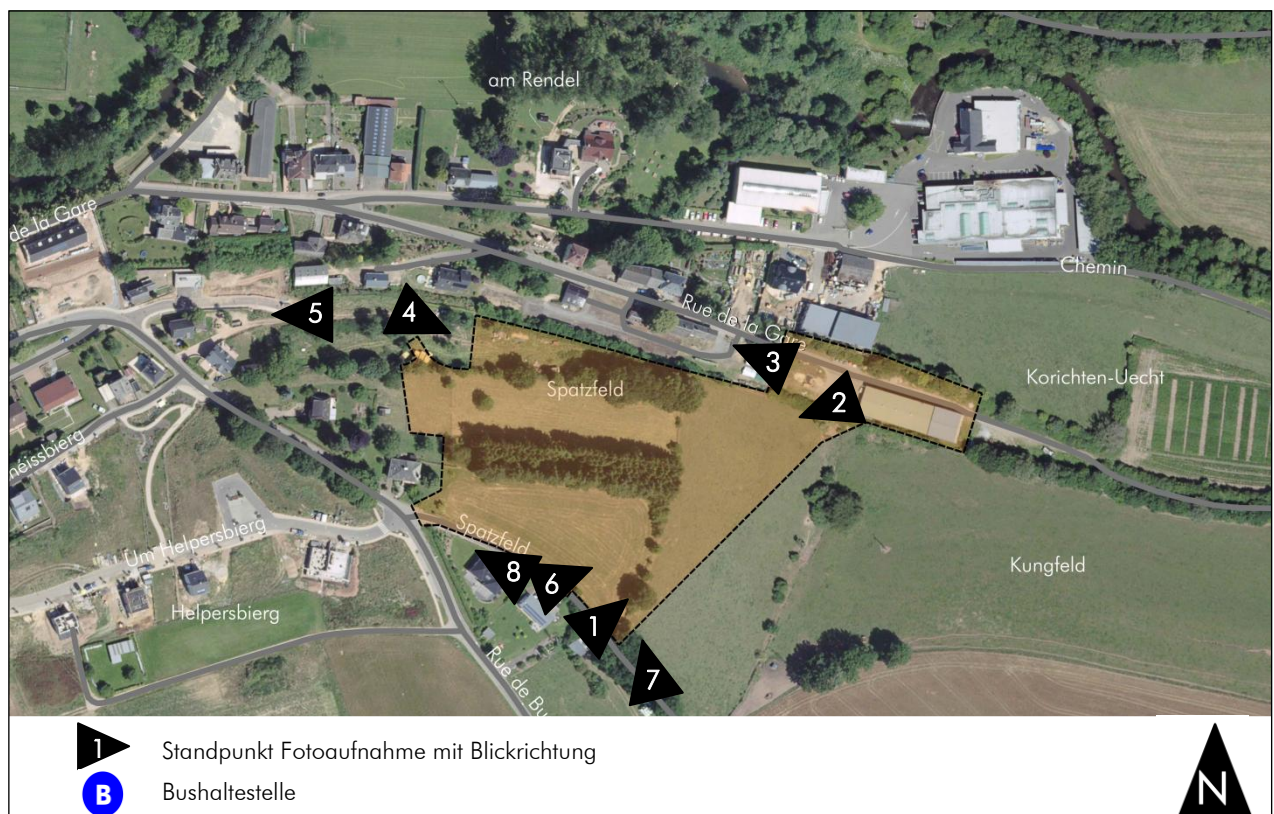 am Rendel
de la Gare
Chemin
5
4
Rue de la Gare
3
Korichten-Uecht
Spatzfeld
2
néissbierg
Spatzfeld
Um Helpersbierg
Kungfeld
8
6
Helpersbierg
1
Rue de Bu
7
1 Standpunkt Fotoaufnahme mit Blickrichtung
B Bushaltestelle
N